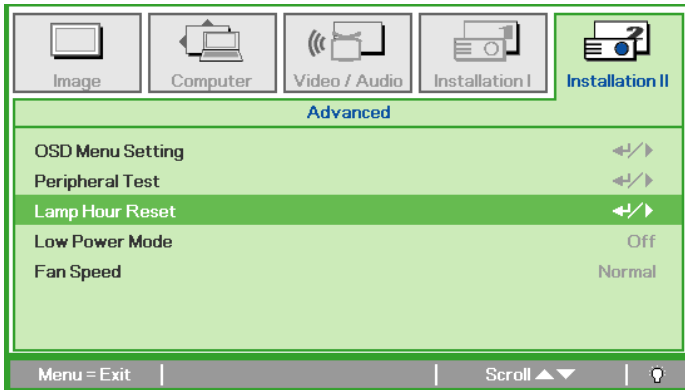 Image Computer Video / Audio Installation I Installation II
Advanced
OSD Menu Setting
Peripheral Test
Lamp Hour Reset
Low Power Mode Off
Fan Speed Normal
Menu = Exit Scroll